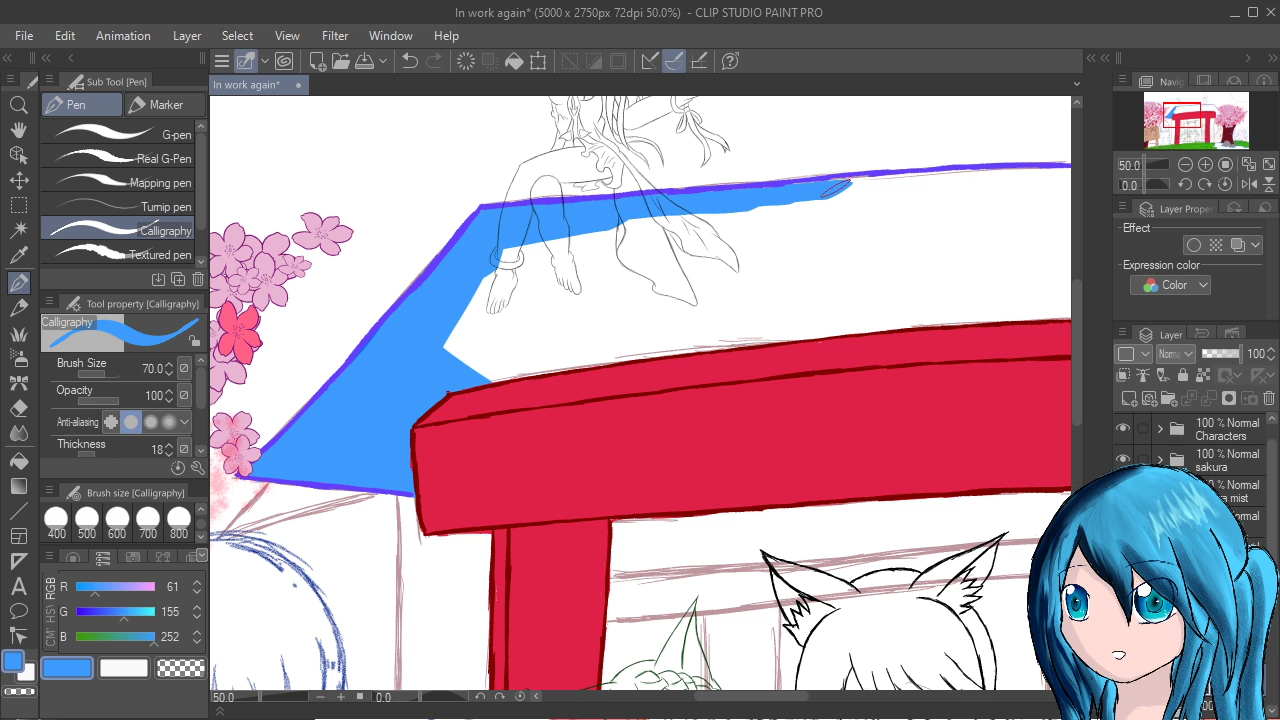 In work again* (5000 x 2750px 72dpi 50.0%) - CLIP STUDIO PAINT PRO
File Edit Animation Layer Select View Filter Window Help
Sub Tool [Pen]
In work again*
Navig
Pen Marker
G-pen
Real G-Pen
Mapping pen
Turnip pen
Calligraphy
Textured pen
50.0
0.0
Layer Prope
Effect
Expression color
Color
Tool property [Calligraphy]
Calligraphy
Brush Size 70.0
Opacity 100
Anti-aliasing
Thickness 18
Layer
Norma 100
100 % Normal
Characters
100 % Normal
sakura
100 % Normal
mist
Normal
Brush size [Calligraphy]
400 500 600 700 800
RGB
HSV
R 61
G 155
B 252
50.0 0.0